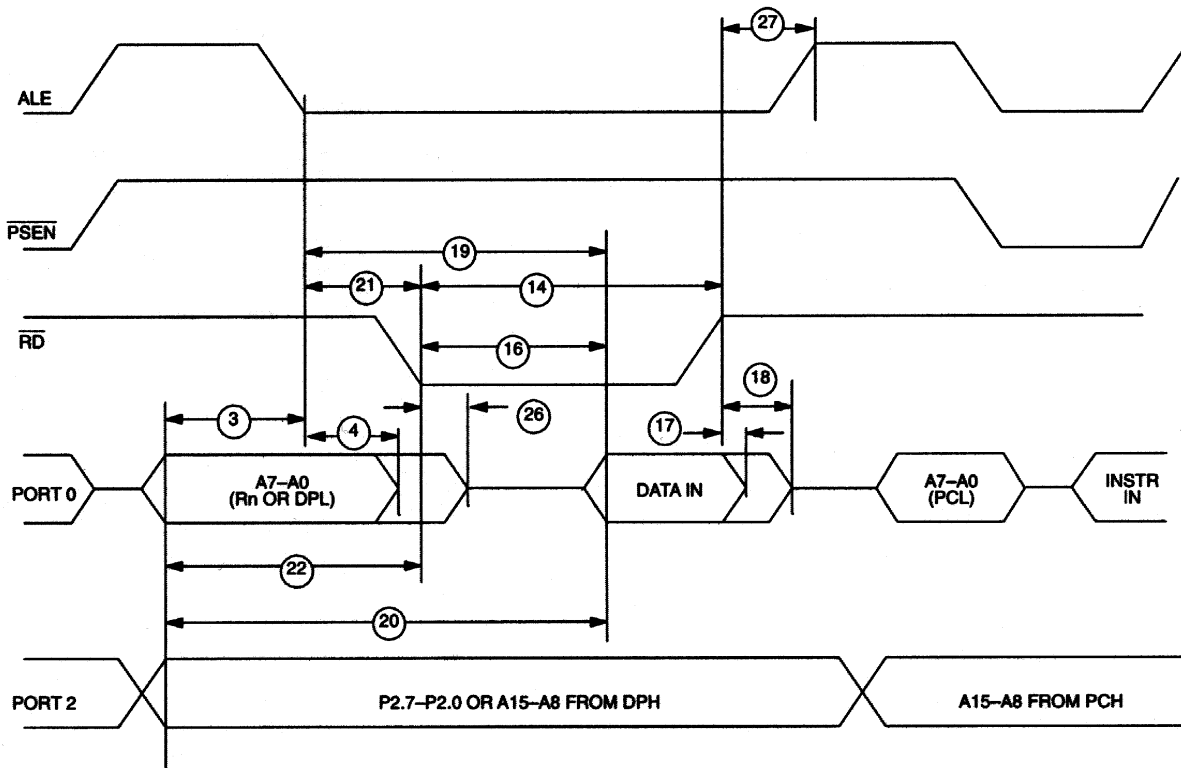 27
ALE
PSEN
19
21
14
RD
16
18
3
26
4
17
PORT 0
A7–A0
(Rn OR DPL)
DATA IN
A7–A0
(PCL)
INSTR
IN
22
20
PORT 2
P2.7–P2.0 OR A15–A8 FROM DPH
A15–A8 FROM PCH